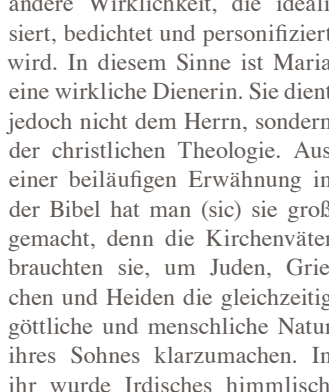 andere Wirklichkeit, die ideali
siert, bedichtet und personifiziert
wird. In diesem Sinne ist Maria
eine wirkliche Dienerin. Sie dient
jedoch nicht dem Herrn, sondern
der christlichen Theologie. Aus
einer beiläufigen Erwähnung in
der Bibel hat man (sic) sie groß
gemacht, denn die Kirchenväter
brauchten sie, um Juden, Grie
chen und Heiden die gleichzeitig
göttliche und menschliche Natur
ihres Sohnes klarzumachen. In
ihr wurde Irdisches himmlisch